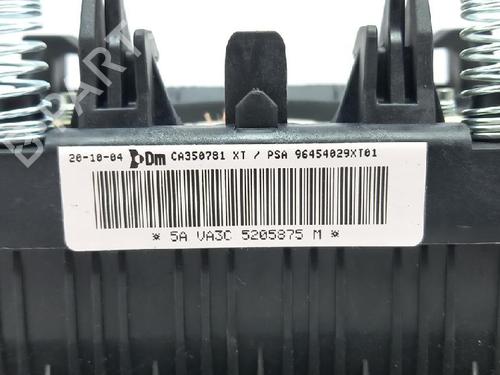 20-10-04 Dm CA350781 XT / PSA 96454029XT01
* 5A VA3C 5205875 M *